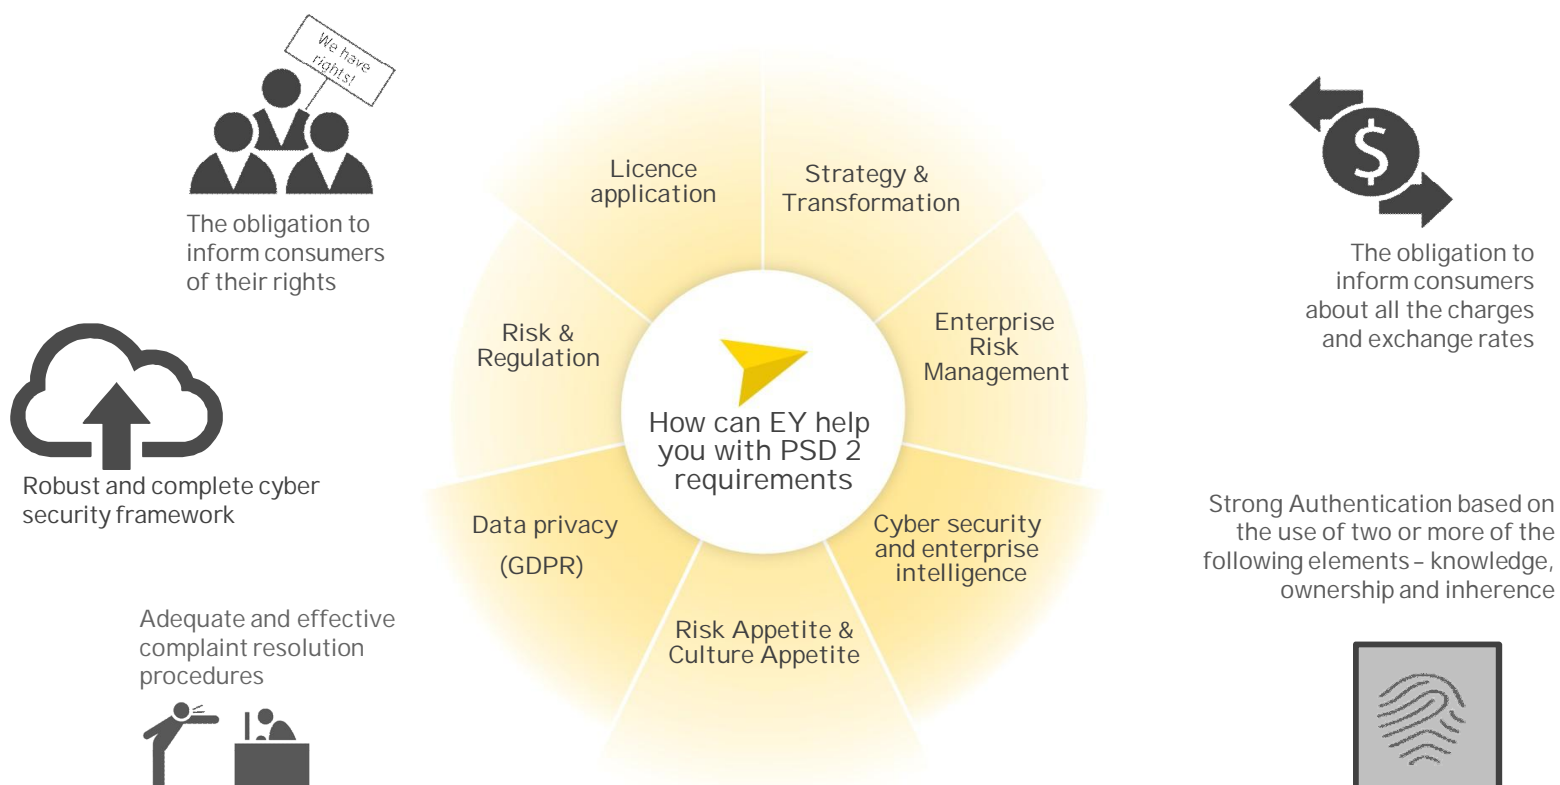 We have
rights!
The obligation to
inform consumers
of their rights
Robust and complete cyber
security framework
Adequate and effective
complaint resolution
procedures
Licence
application
Strategy &
Transformation
Risk &
Regulation
Enterprise
Risk
Management
How can EY help
you with PSD 2
requirements
Data privacy
(GDPR)
Cyber security
and enterprise
intelligence
Risk Appetite &
Culture Appetite
$
The obligation to
inform consumers
about all the charges
and exchange rates
Strong Authentication based on
the use of two or more of the
following elements – knowledge,
ownership and inherence